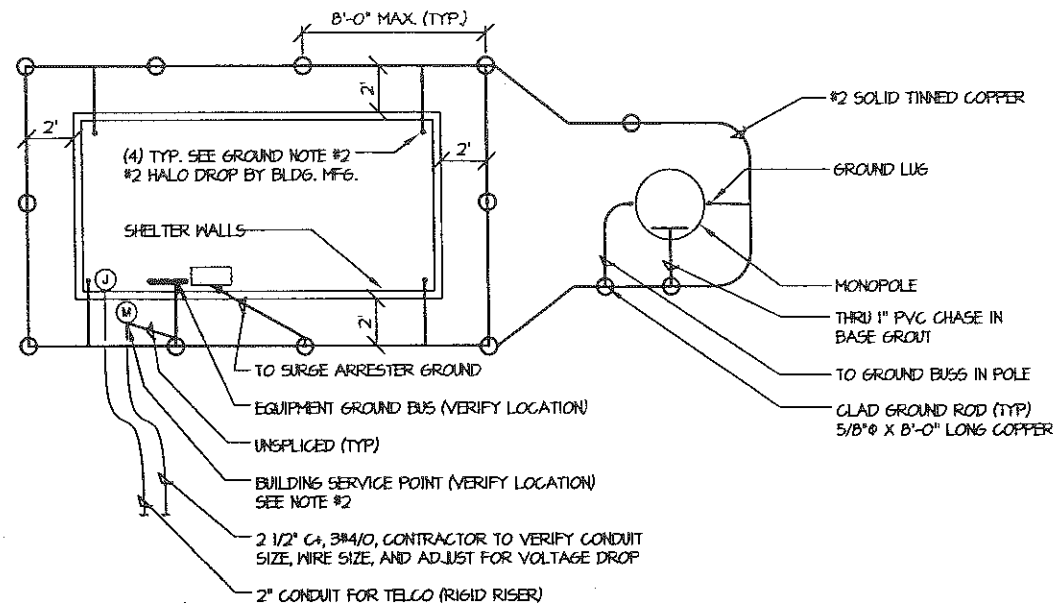 8'-0" MAX. (TYP.)
2'
#2 SOLID TINNED COPPER
2'
(4) TYP. SEE GROUND NOTE #2
#2 HALO DROP BY BLDG. MFG.
2'
GROUND LUG
SHELTER WALLS
J
M
2'
MONOPOLE
THRU 1" PVC CHASE IN
BASE GROUT
TO SURGE ARRESTER GROUND
TO GROUND BUSS IN POLE
EQUIPMENT GROUND BUS (VERIFY LOCATION)
CLAD GROUND ROD (TYP)
5/8"Φ X 8'-0" LONG COPPER
UNSPLICED (TYP)
BUILDING SERVICE POINT (VERIFY LOCATION)
SEE NOTE #2
2 1/2" C+, 3#4/0, CONTRACTOR TO VERIFY CONDUIT
SIZE, WIRE SIZE, AND ADJUST FOR VOLTAGE DROP
2" CONDUIT FOR TELCO (RIGID RISER)